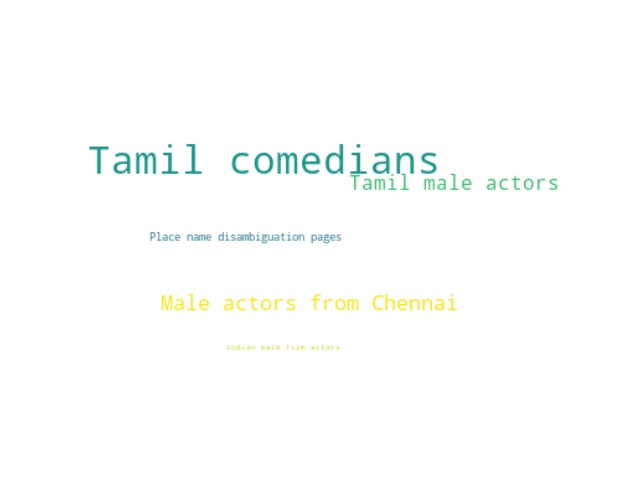 Tamil comedians
Tamil male actors
Place name disambiguation pages
Male actors from Chennai
Indian male film actors